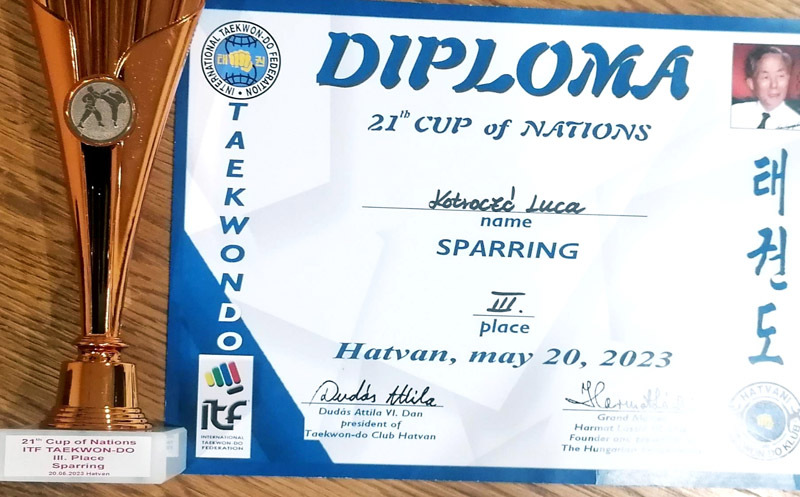 INTERNATIONAL TAEKWON-DO FEDERATION
태권
DIPLOMA
21th CUP of NATIONS
TAEKWONDO
태권도
Kotroczó Luca
name
SPARRING
III.
place
Hatvan, may 20, 2023
Dudás Attila
Dudás Attila VI. Dan
president of
Taekwon-do Club Hatvan
Grand
Harmat
Founder
The Hungarian
itf
INTERNATIONAL
TAEKWON-DO
FEDERATION
HATVANI
KLUB
21th Cup of Nations
ITF TAEKWON-DO
III. Place
Sparring
20.05.2023 Hatvan